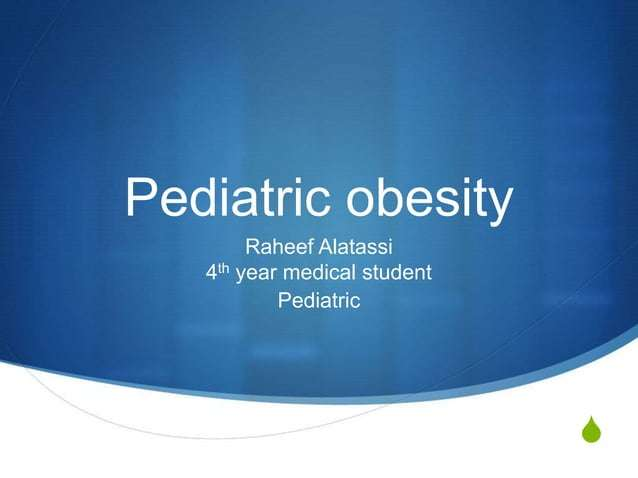 Pediatric obesity
Raheef Alatassi
4th year medical student
Pediatric